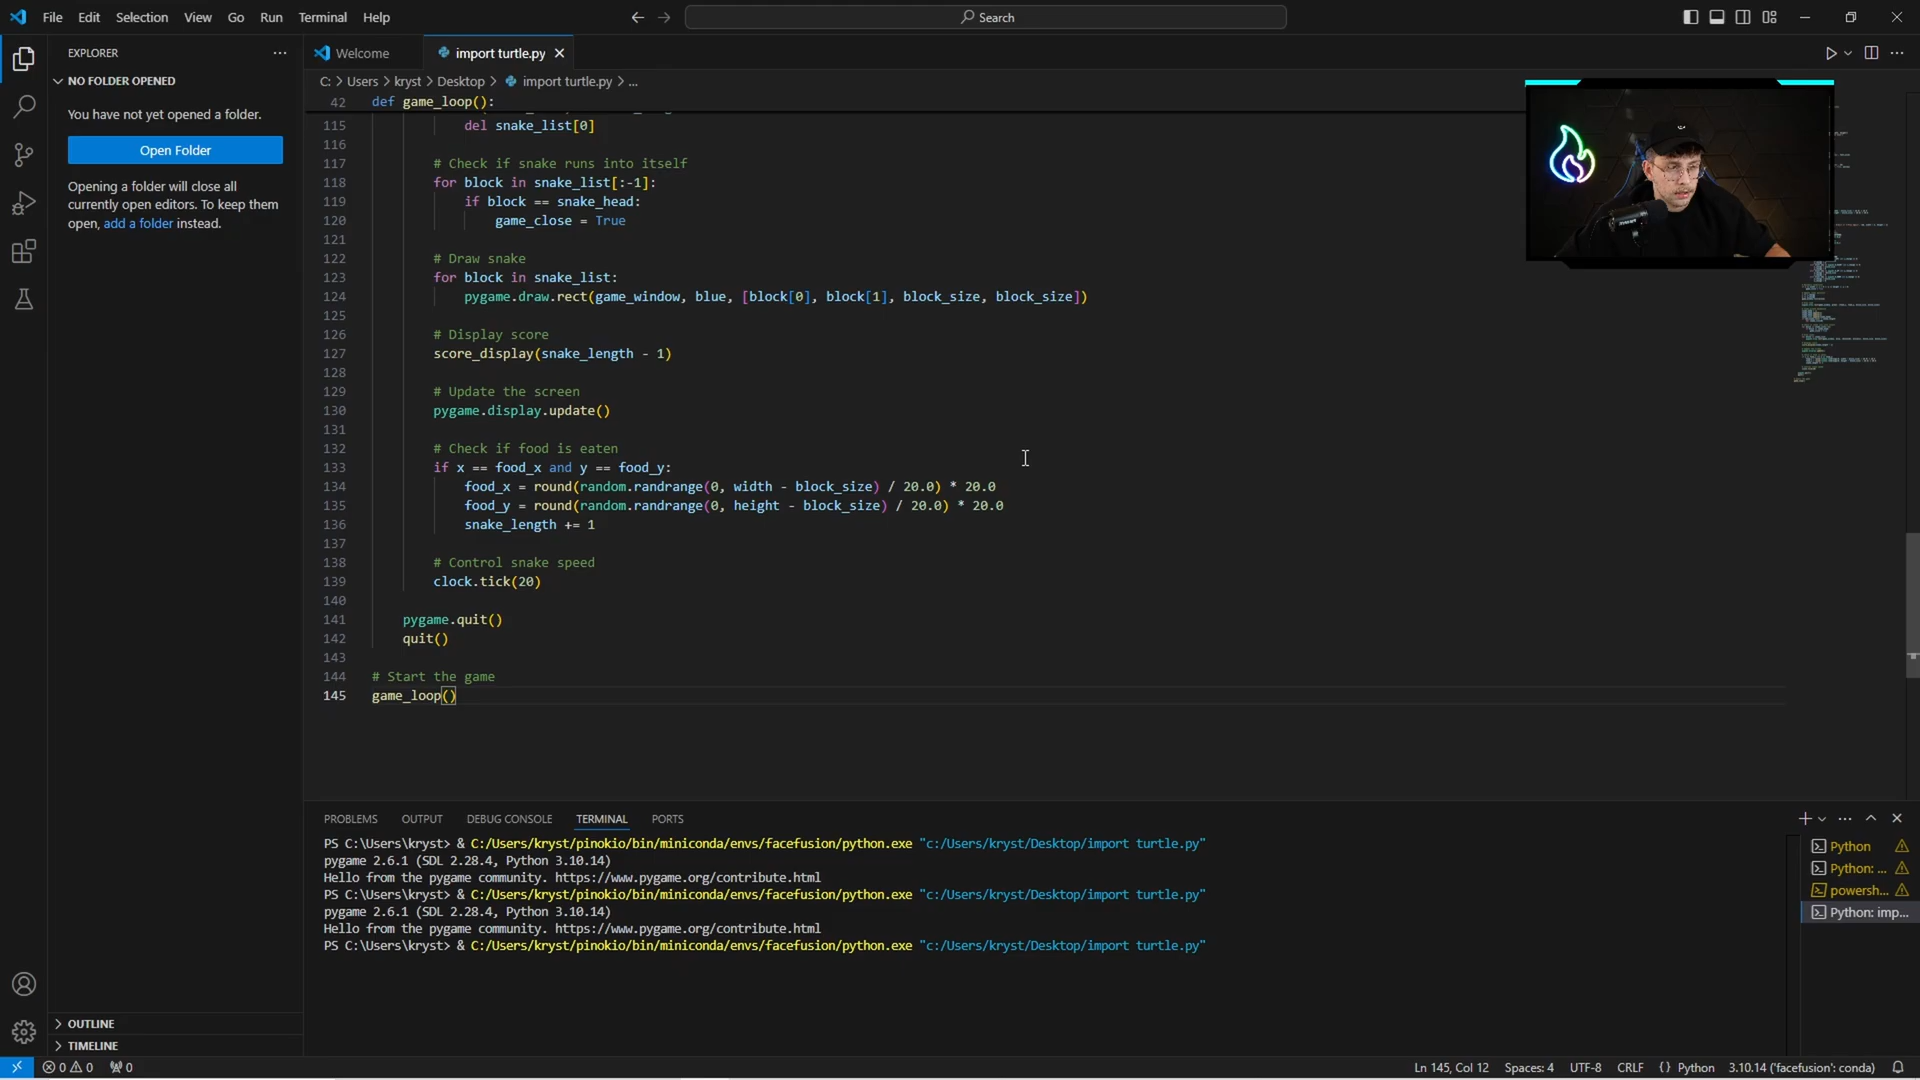 File Edit Selection View Go Run Terminal Help
Search
EXPLORER
NO FOLDER OPENED
You have not yet opened a folder.
Open Folder
Opening a folder will close all
currently open editors. To keep them
open, add a folder instead.
OUTLINE
TIMELINE
Welcome
import turtle.py
C: > Users > kryst > Desktop > import turtle.py > ...
42 def game_loop():
115 del snake_list[0]
116
117 # Check if snake runs into itself
118 for block in snake_list[:-1]:
119 if block == snake_head:
120 game_close = True
121
122 # Draw snake
123 for block in snake_list:
124 pygame.draw.rect(game_window, blue, [block[0], block[1], block_size, block_size])
125
126 # Display score
127 score_display(snake_length - 1)
128
129 # Update the screen
130 pygame.display.update()
131
132 # Check if food is eaten
133 if x == food_x and y == food_y:
134 food_x = round(random.randrange(0, width - block_size) / 20.0) * 20.0
135 food_y = round(random.randrange(0, height - block_size) / 20.0) * 20.0
136 snake_length += 1
137
138 # Control snake speed
139 clock.tick(20)
140
141 pygame.quit()
142 quit()
143
144 # Start the game
145 game_loop()
PROBLEMS OUTPUT DEBUG CONSOLE TERMINAL PORTS
PS C:\Users\kryst> & C:/Users/kryst/pinokio/bin/miniconda/envs/facefusion/python.exe "c:/Users/kryst/Desktop/import turtle.py"
pygame 2.6.1 (SDL 2.28.4, Python 3.10.14)
Hello from the pygame community. https://www.pygame.org/contribute.html
PS C:\Users\kryst> & C:/Users/kryst/pinokio/bin/miniconda/envs/facefusion/python.exe "c:/Users/kryst/Desktop/import turtle.py"
pygame 2.6.1 (SDL 2.28.4, Python 3.10.14)
Hello from the pygame community. https://www.pygame.org/contribute.html
PS C:\Users\kryst> & C:/Users/kryst/pinokio/bin/miniconda/envs/facefusion/python.exe "c:/Users/kryst/Desktop/import turtle.py"
Python
Python: ...
powersh...
Python: imp...
0 0 0
Ln 145, Col 12 Spaces: 4 UTF-8 CRLF {} Python 3.10.14 ('facefusion': conda)